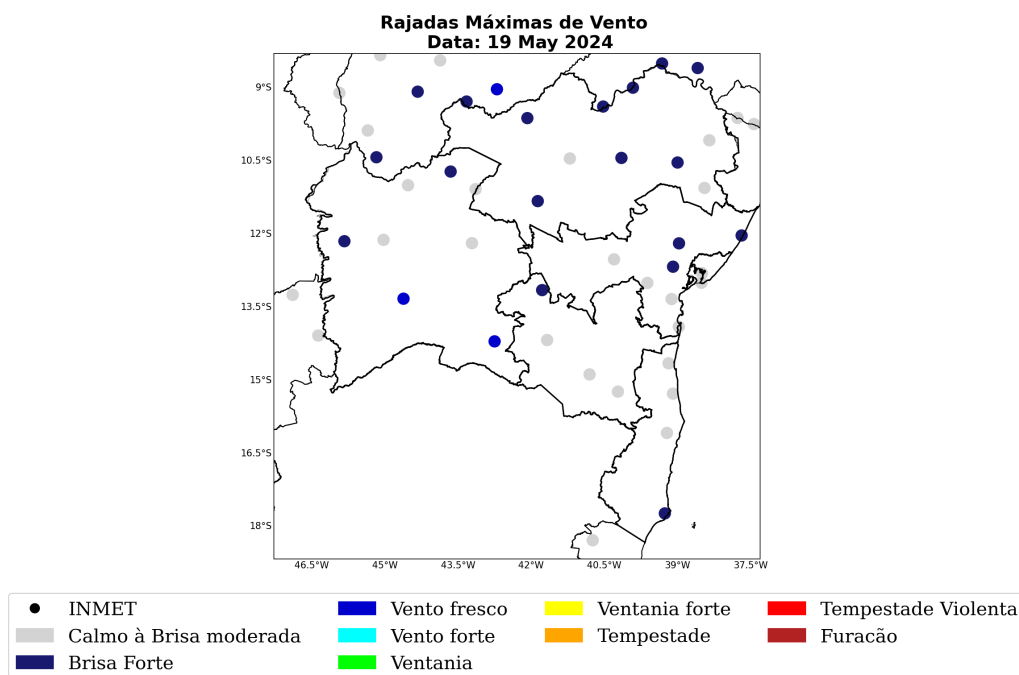 Rajadas Máximas de Vento
Data: 19 May 2024
9°S
10.5°S
12°S
13.5°S
15°S
16.5°S
18°S
46.5°W 45°W 43.5°W 42°W 40.5°W 39°W 37.5°W
INMET
Calmo à Brisa moderada
Brisa Forte
Vento fresco
Vento forte
Ventania
Ventania forte
Tempestade
Tempestade Violenta
Furacão